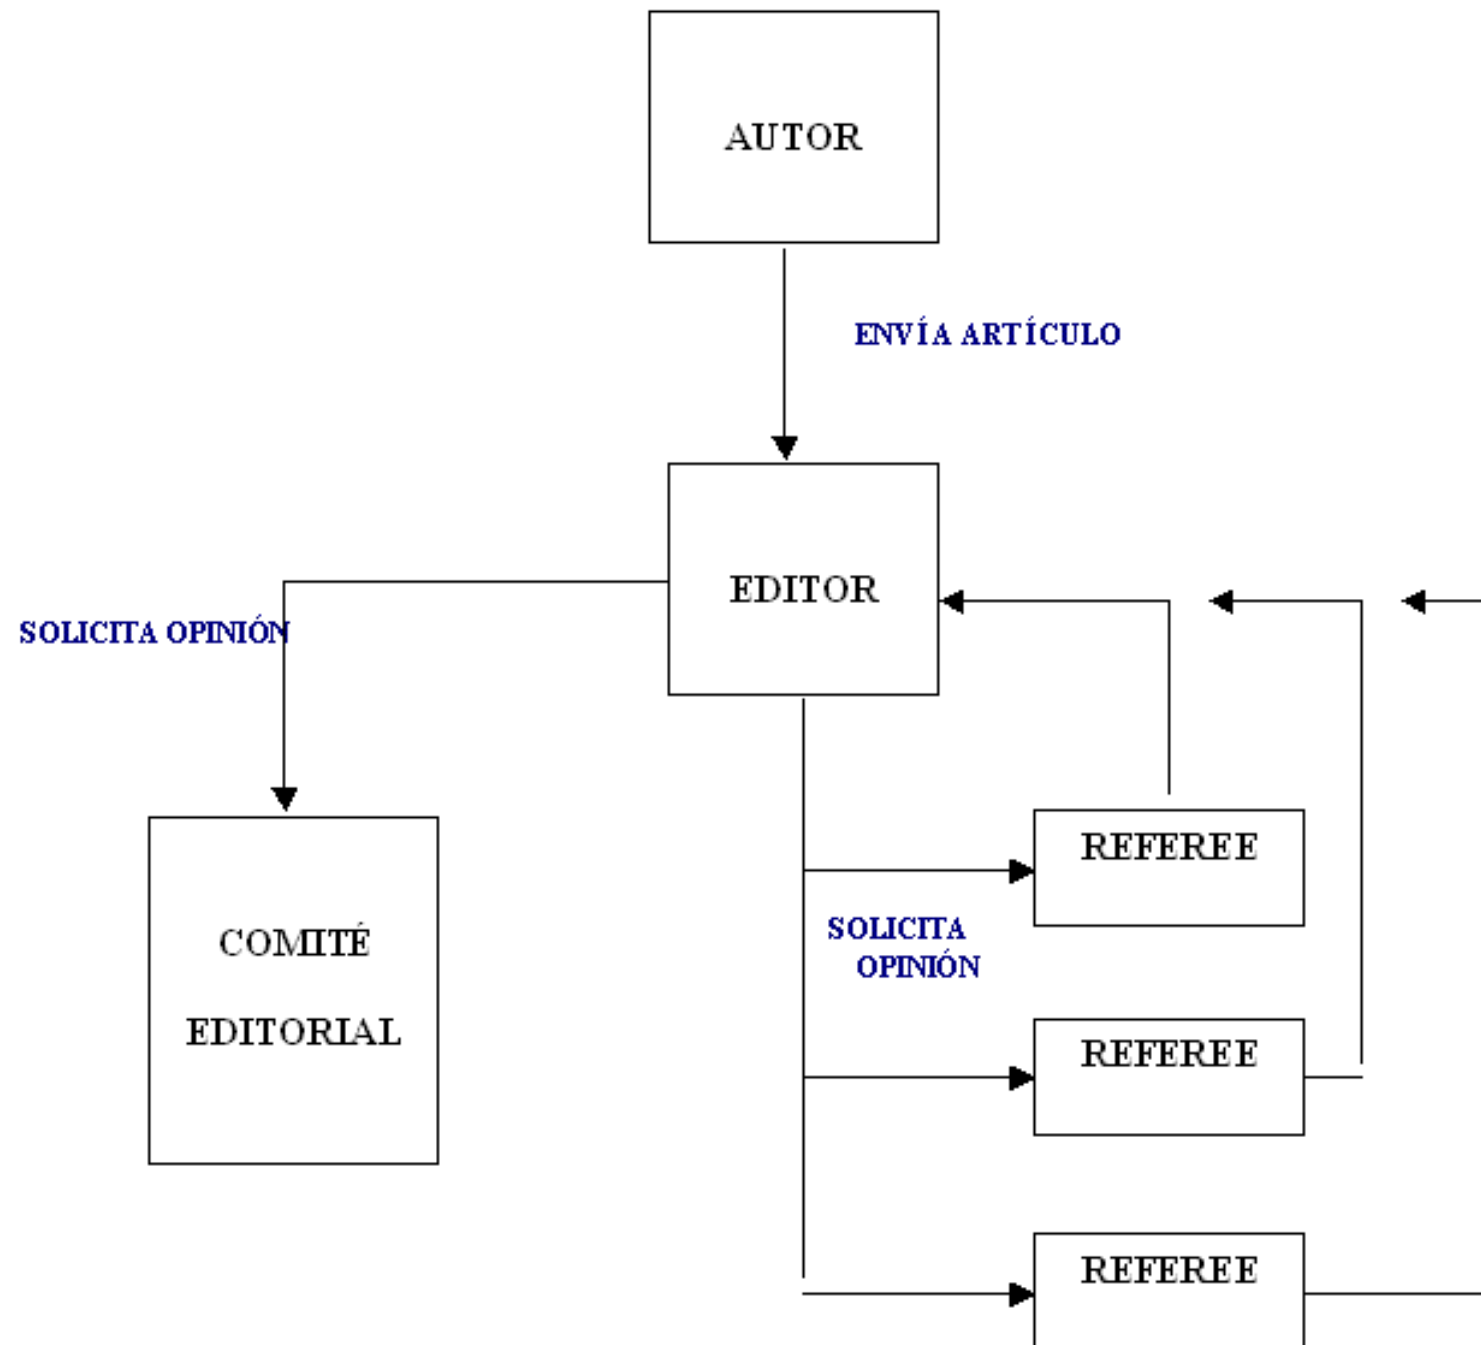 AUTOR
ENVÍA ARTÍCULO
EDITOR
SOLICITA OPINIÓN
REFEREE
SOLICITA
OPINIÓN
COMITÉ
EDITORIAL
REFEREE
REFEREE